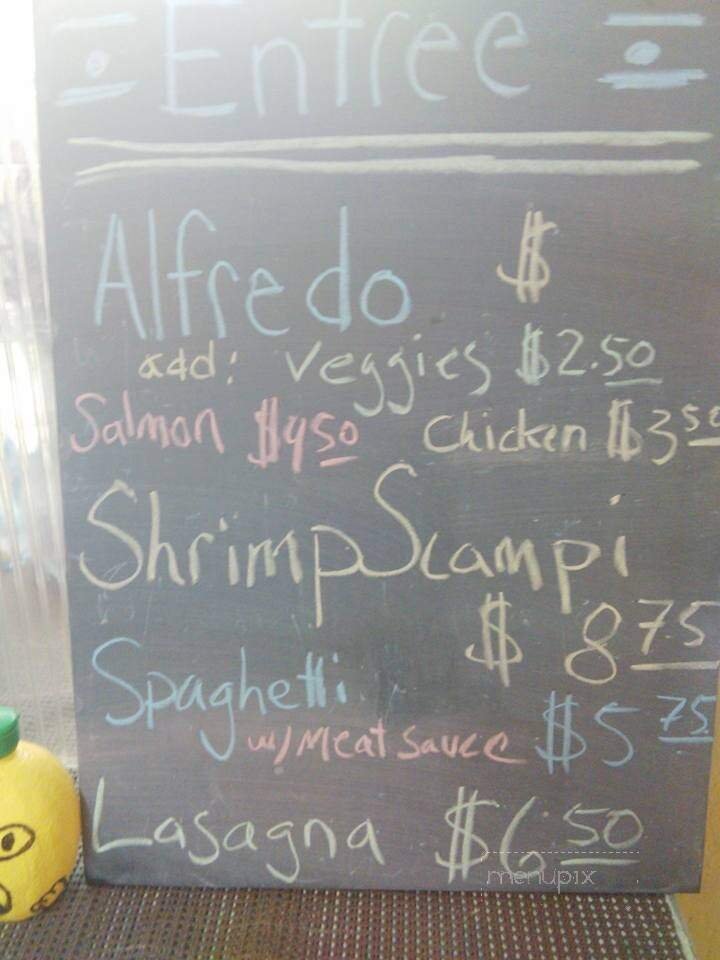 Entree
Alfredo $
add: veggies $2.50
Salmon $4.50 Chicken $3.50
Shrimp Scampi
$ 8 75
Spaghetti
w/ Meat sauce $5 75
Lasagna $6 50
menupix